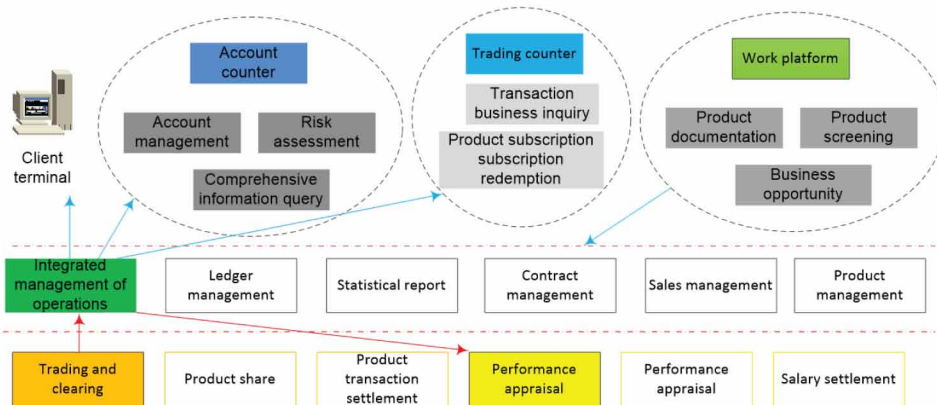 Account
counter
Trading counter
Work platform
Transaction
business inquiry
Account
management
Risk
assessment
Product
documentation
Product
screening
Product subscription
subscription
redemption
Client
terminal
Comprehensive
information query
Business
opportunity
Integrated
management of
operations
Ledger
management
Statistical report
Contract
management
Sales management
Product
management
Trading and
clearing
Product share
Product
transaction
settlement
Performance
appraisal
Performance
appraisal
Salary settlement